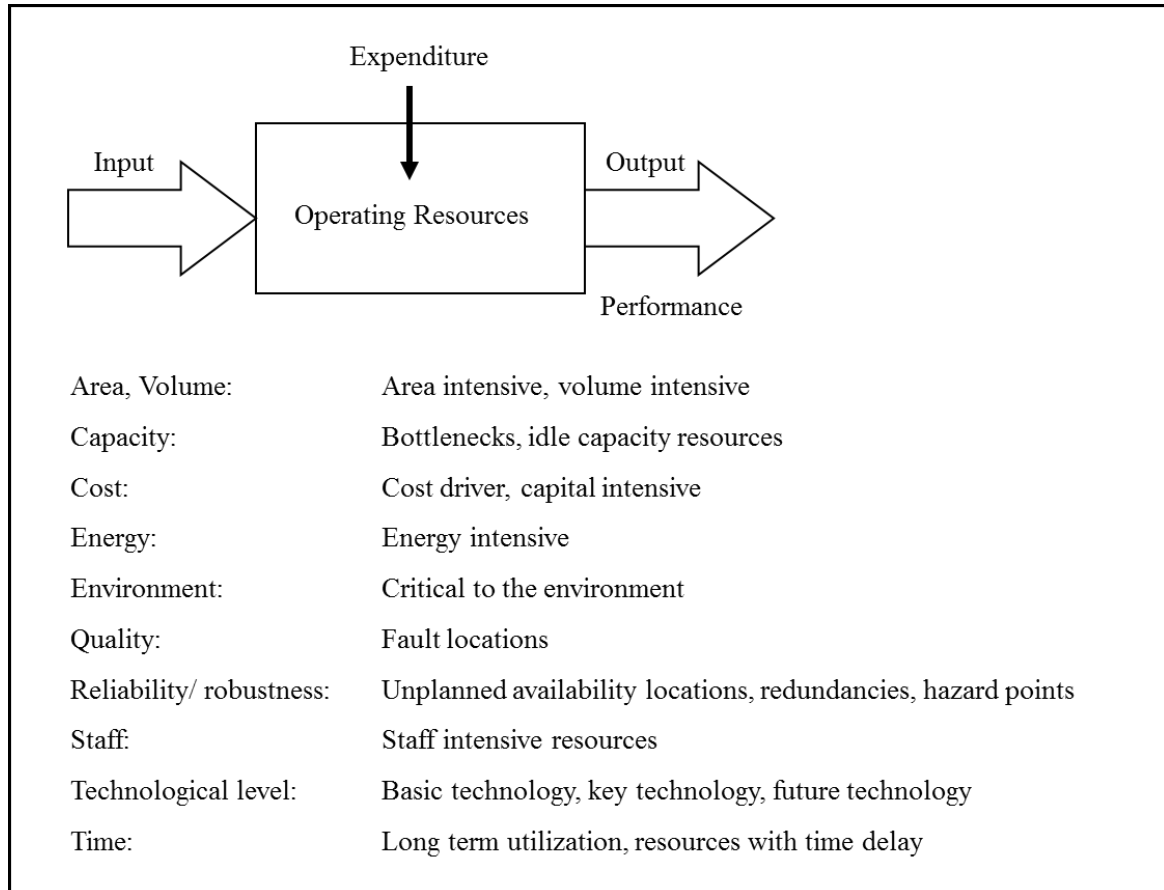 Expenditure
Input
Output
Operating Resources
Performance
Area, Volume: Area intensive, volume intensive
Capacity: Bottlenecks, idle capacity resources
Cost: Cost driver, capital intensive
Energy: Energy intensive
Environment: Critical to the environment
Quality: Fault locations
Reliability/ robustness: Unplanned availability locations, redundancies, hazard points
Staff: Staff intensive resources
Technological level: Basic technology, key technology, future technology
Time: Long term utilization, resources with time delay